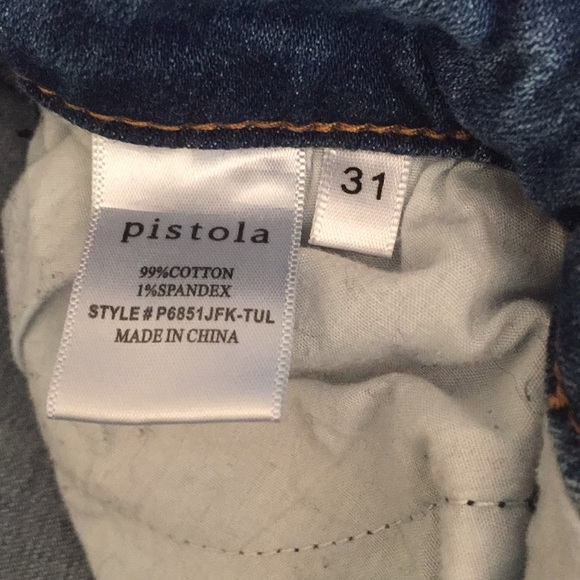 31
pistola
99%COTTON
1%SPANDEX
STYLE # P6851JFK-TUL
MADE IN CHINA